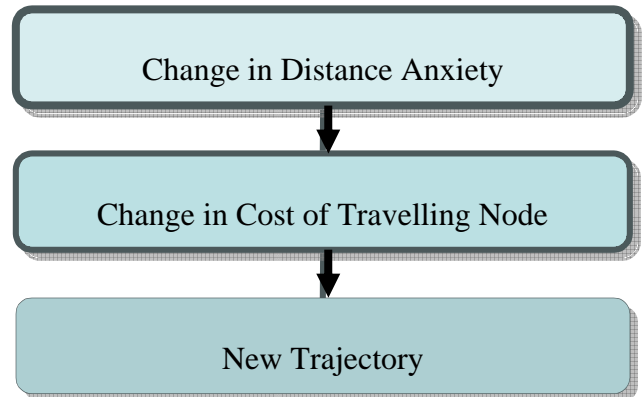 Change in Distance Anxiety
Change in Cost of Travelling Node
New Trajectory